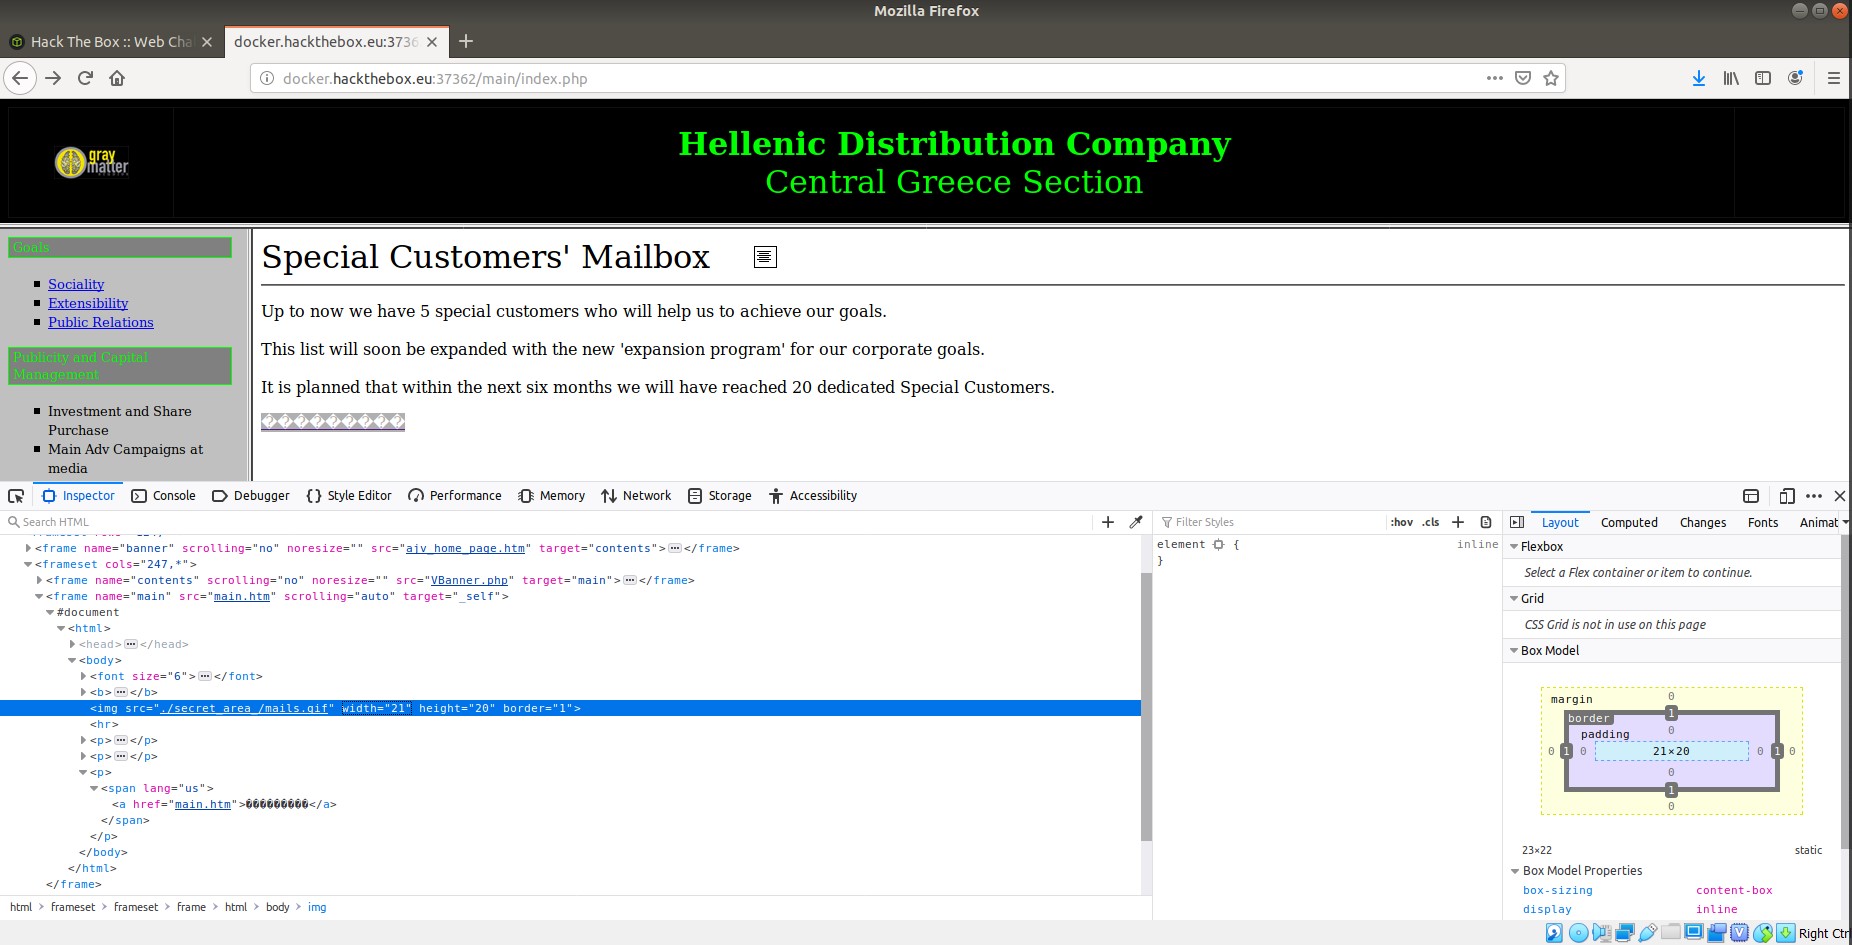 Mozilla Firefox
Hack The Box :: Web Cha
docker.hackthebox.eu:3736
docker.hackthebox.eu:37362/main/index.php
gray matter
Hellenic Distribution Company
Central Greece Section
Goals
Sociality
Extensibility
Public Relations
Publicity and Capital
Management
Investment and Share
Purchase
Main Adv Campaigns at
media
Special Customers' Mailbox
Up to now we have 5 special customers who will help us to achieve our goals.
This list will soon be expanded with the new 'expansion program' for our corporate goals.
It is planned that within the next six months we will have reached 20 dedicated Special Customers.
���������
Inspector Console Debugger Style Editor Performance Memory Network Storage Accessibility
Search HTML
<frame name="banner" scrolling="no" noresize="" src="ajv_home_page.htm" target="contents"></frame>
<frameset cols="247,*">
<frame name="contents" scrolling="no" noresize="" src="VBanner.php" target="main"></frame>
<frame name="main" src="main.htm" scrolling="auto" target="_self">
#document
<html>
<head></head>
<body>
<font size="6"></font>
<b></b>
<img src="./secret_area_/mails.gif" width="21" height="20" border="1">
<hr>
<p></p>
<p></p>
<p>
<span lang="us">
<a href="main.htm">���������</a>
</span>
</p>
</body>
</html>
</frame>
html > frameset > frameset > frame > html > body > img
Filter Styles :hov .cls
element { inline
}
Layout Computed Changes Fonts Animat
Flexbox
Select a Flex container or item to continue.
Grid
CSS Grid is not in use on this page
Box Model
margin 0
border 1
padding 0
0 1 0 21×20 0 1 0
0
1
0
23×22 static
Box Model Properties
box-sizing content-box
display inline
Right Ctrl